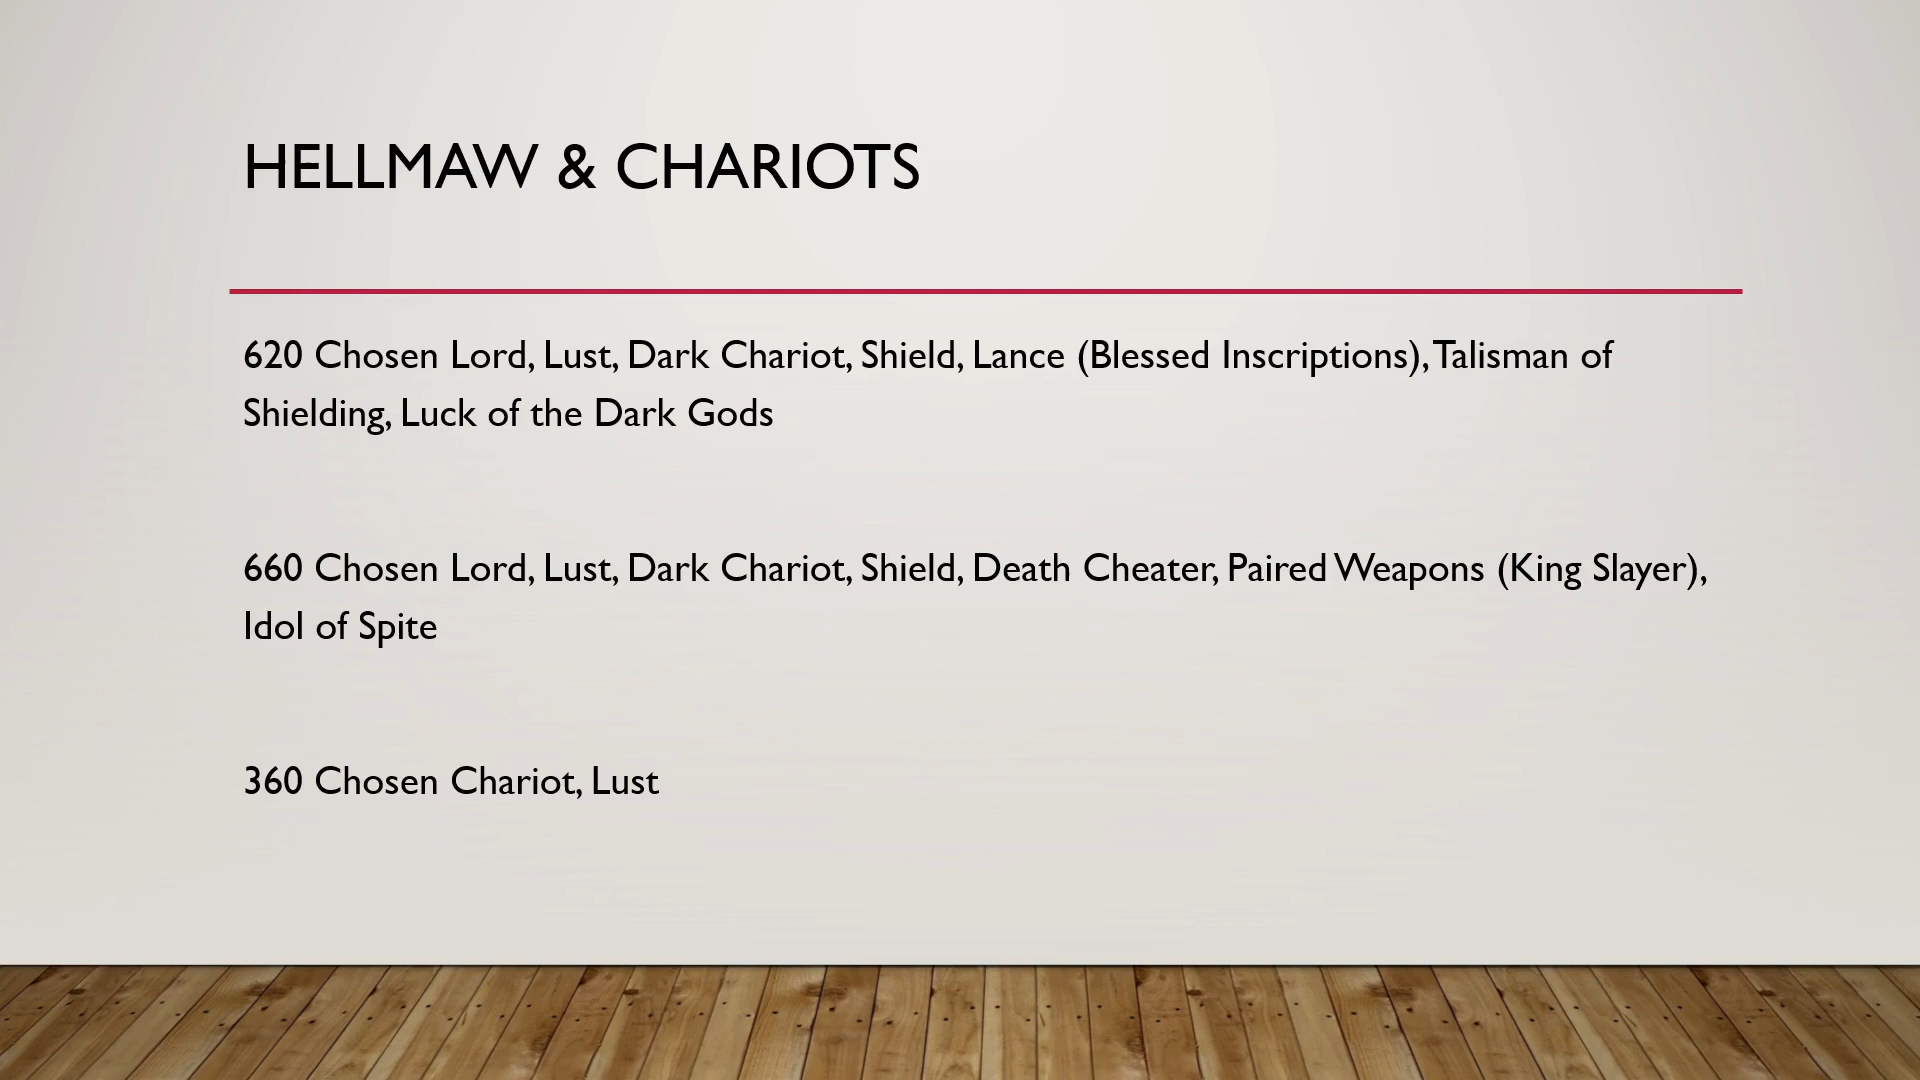 HELLMAW & CHARIOTS
620 Chosen Lord, Lust, Dark Chariot, Shield, Lance (Blessed Inscriptions), Talisman of
Shielding, Luck of the Dark Gods
660 Chosen Lord, Lust, Dark Chariot, Shield, Death Cheater, Paired Weapons (King Slayer),
Idol of Spite
360 Chosen Chariot, Lust